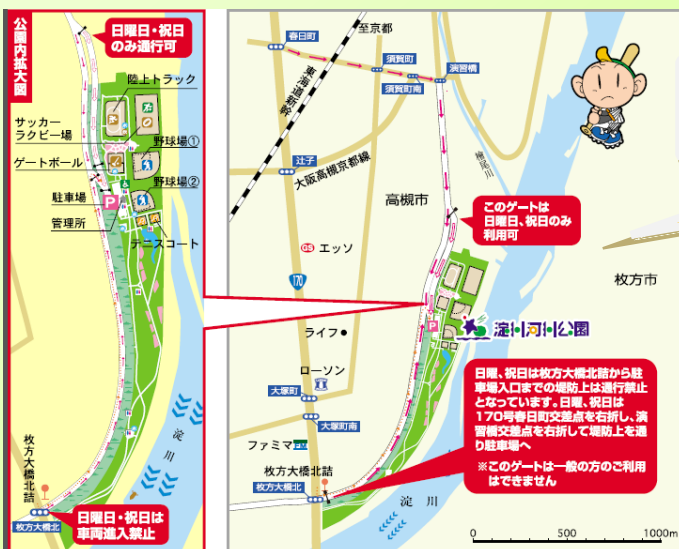 公園内拡大図
日曜日・祝日
のみ通行可
陸上トラック
サッカー
ラクビー場
野球場①
ゲートボール
野球場②
駐車場
P
管理所
テニスコート
淀川
枚方大橋北詰
枚方大橋北
日曜日・祝日は
車両進入禁止
至京都
春日町
須賀町
演習橋
須賀町南
東海道新幹線
檜尾川
辻子
大阪高槻京都線
高槻市
このゲートは
日曜日、祝日のみ
利用可
GS エッソ
170
枚方市
P
淀川河川公園
ライフ
ローソン
大塚町
大塚町南
ファミマ
枚方大橋北詰
枚方大橋北
日曜、祝日は枚方大橋北詰から駐
車場入口までの堤防上は通行禁止
となっています。日曜、祝日は
170号春日町交差点を右折し、演
習橋交差点を右折して堤防上を通
り駐車場へ
※このゲートは一般の方のご利用
はできません
淀川
0 500 1000m